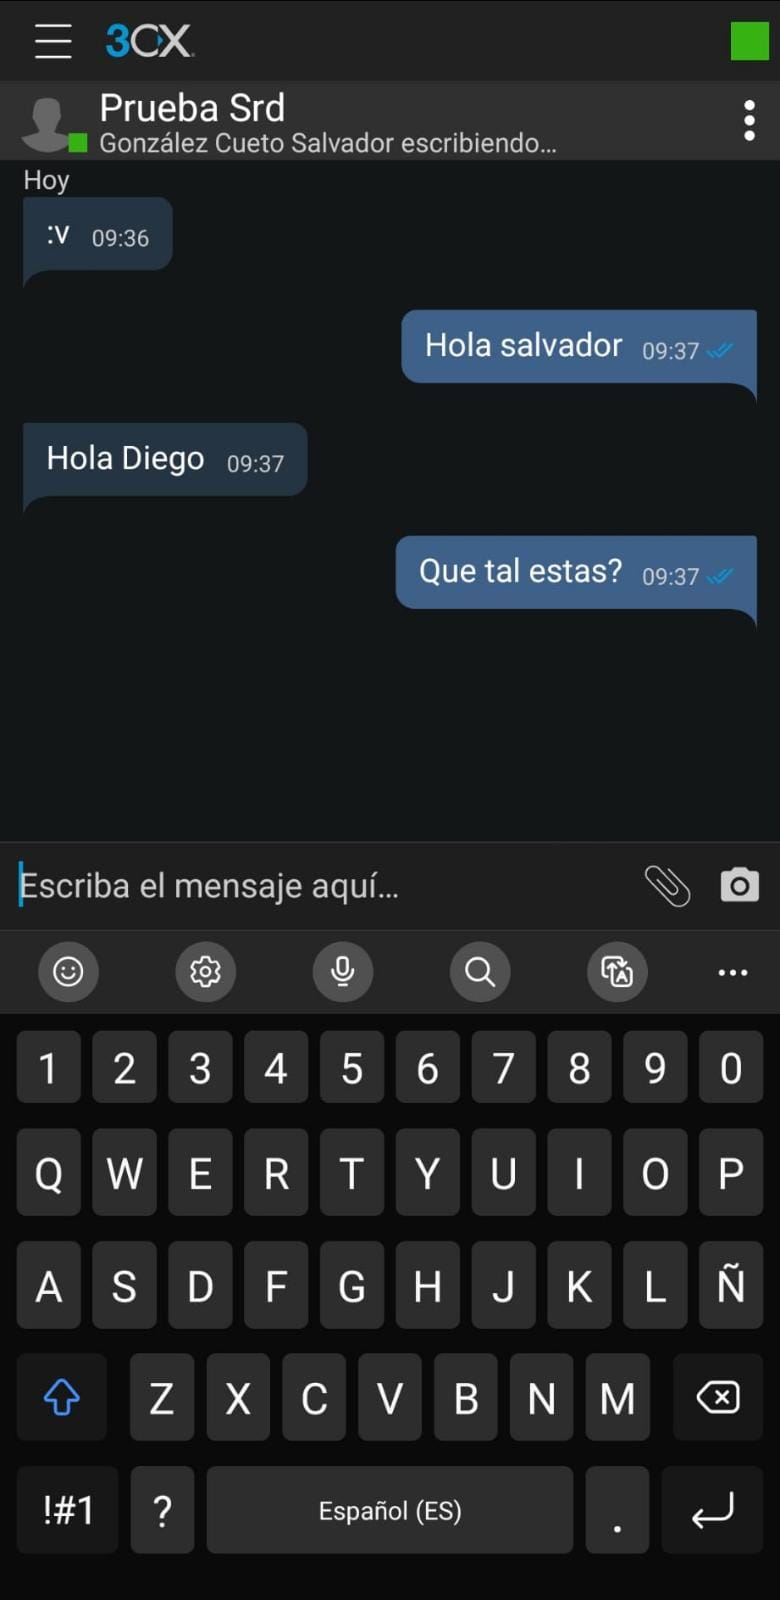 3CX
Prueba Srd
González Cueto Salvador escribiendo...
Hoy
:v 09:36
Hola salvador 09:37
Hola Diego 09:37
Que tal estas? 09:37
Escriba el mensaje aquí...
1 2 3 4 5 6 7 8 9 0
Q W E R T Y U I O P
A S D F G H J K L Ñ
Z X C V B N M
!#1 ? Español (ES) .